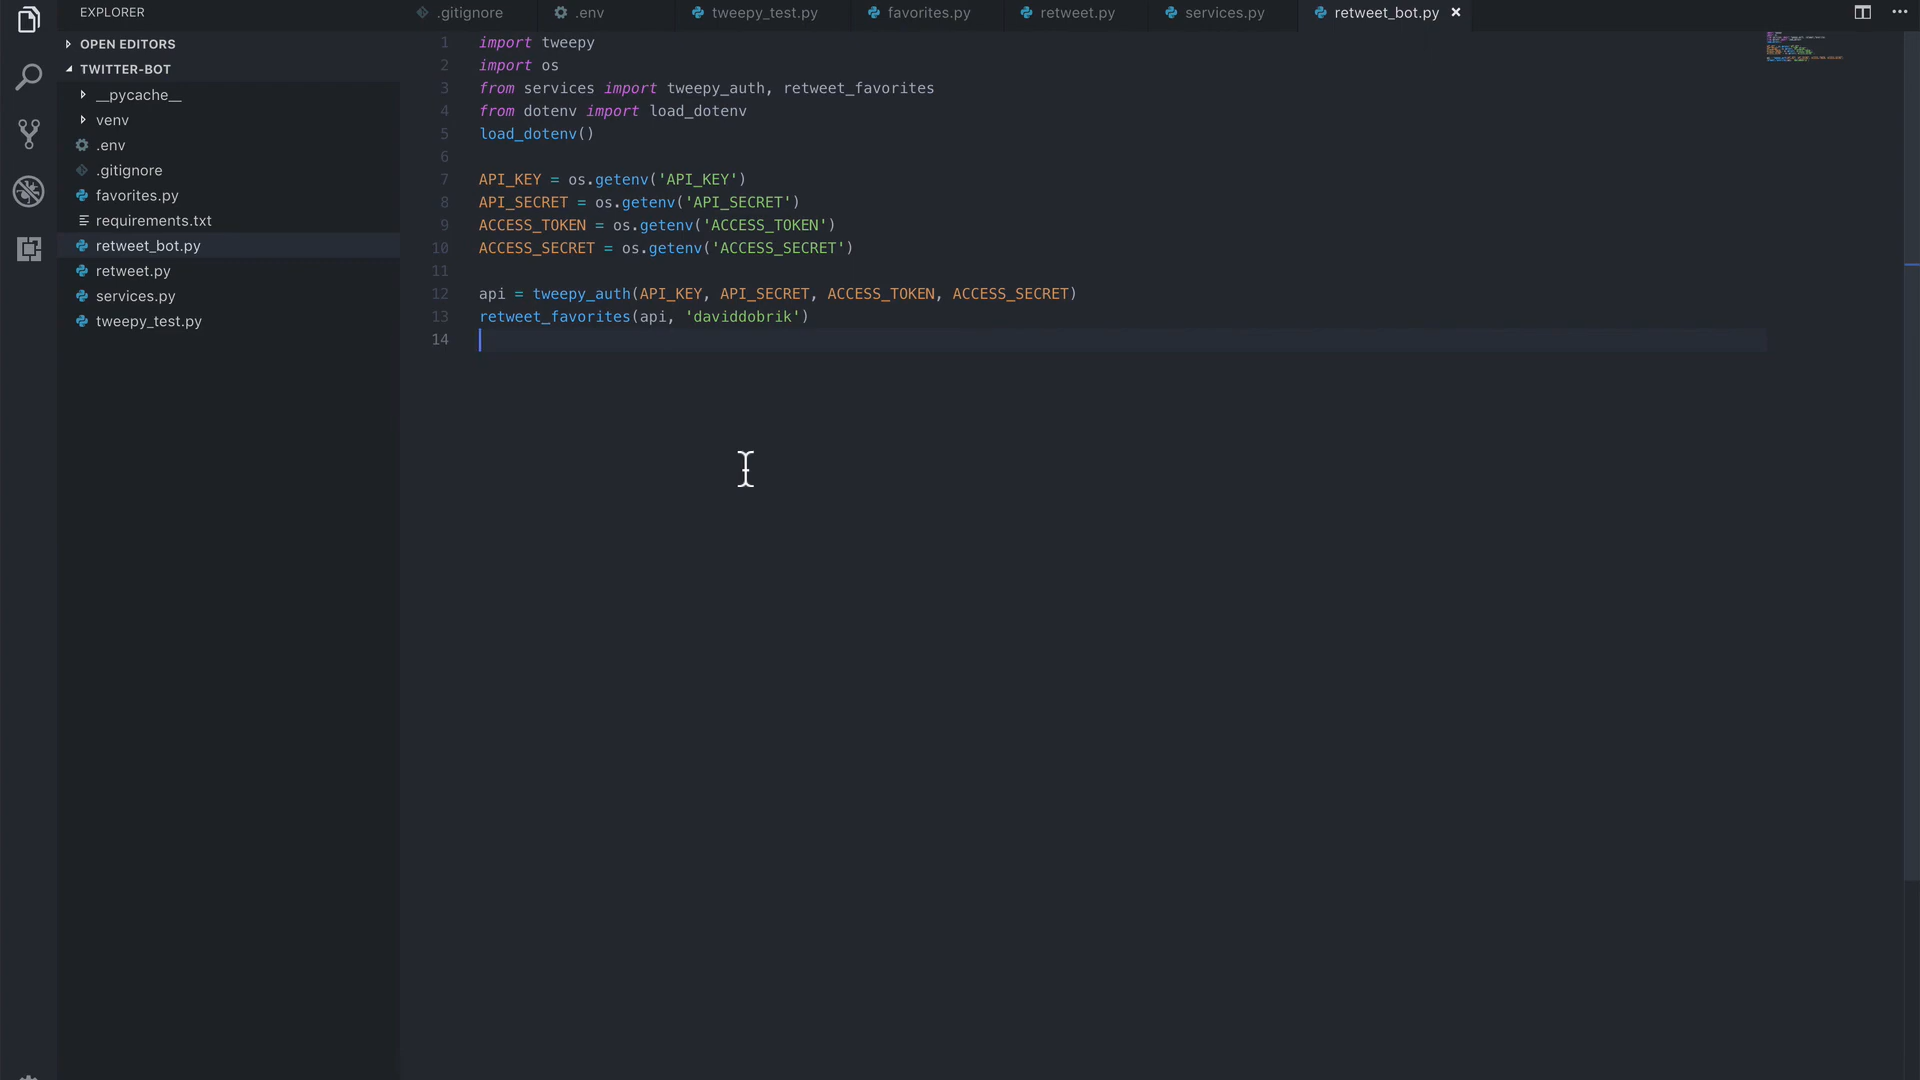 EXPLORER
OPEN EDITORS
TWITTER-BOT
__pycache__
venv
.env
.gitignore
favorites.py
requirements.txt
retweet_bot.py
retweet.py
services.py
tweepy_test.py
.gitignore .env tweepy_test.py favorites.py retweet.py services.py retweet_bot.py
1 import tweepy
2 import os
3 from services import tweepy_auth, retweet_favorites
4 from dotenv import load_dotenv
5 load_dotenv()
6
7 API_KEY = os.getenv('API_KEY')
8 API_SECRET = os.getenv('API_SECRET')
9 ACCESS_TOKEN = os.getenv('ACCESS_TOKEN')
10 ACCESS_SECRET = os.getenv('ACCESS_SECRET')
11
12 api = tweepy_auth(API_KEY, API_SECRET, ACCESS_TOKEN, ACCESS_SECRET)
13 retweet_favorites(api, 'daviddobrik')
14